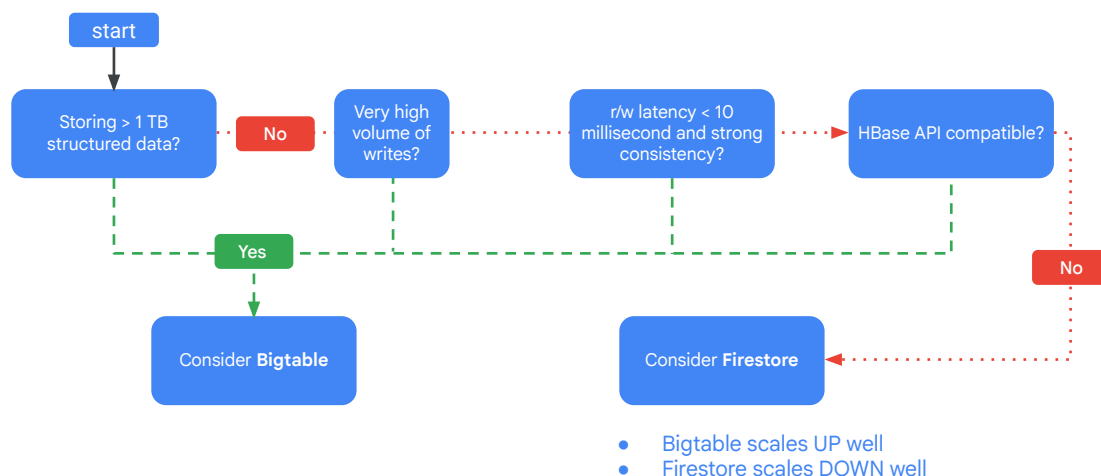 start
Storing > 1 TB
structured data?
No
Very high
volume of
writes?
r/w latency < 10
millisecond and strong
consistency?
HBase API compatible?
Yes
No
Consider Bigtable
Consider Firestore
● Bigtable scales UP well
● Firestore scales DOWN well